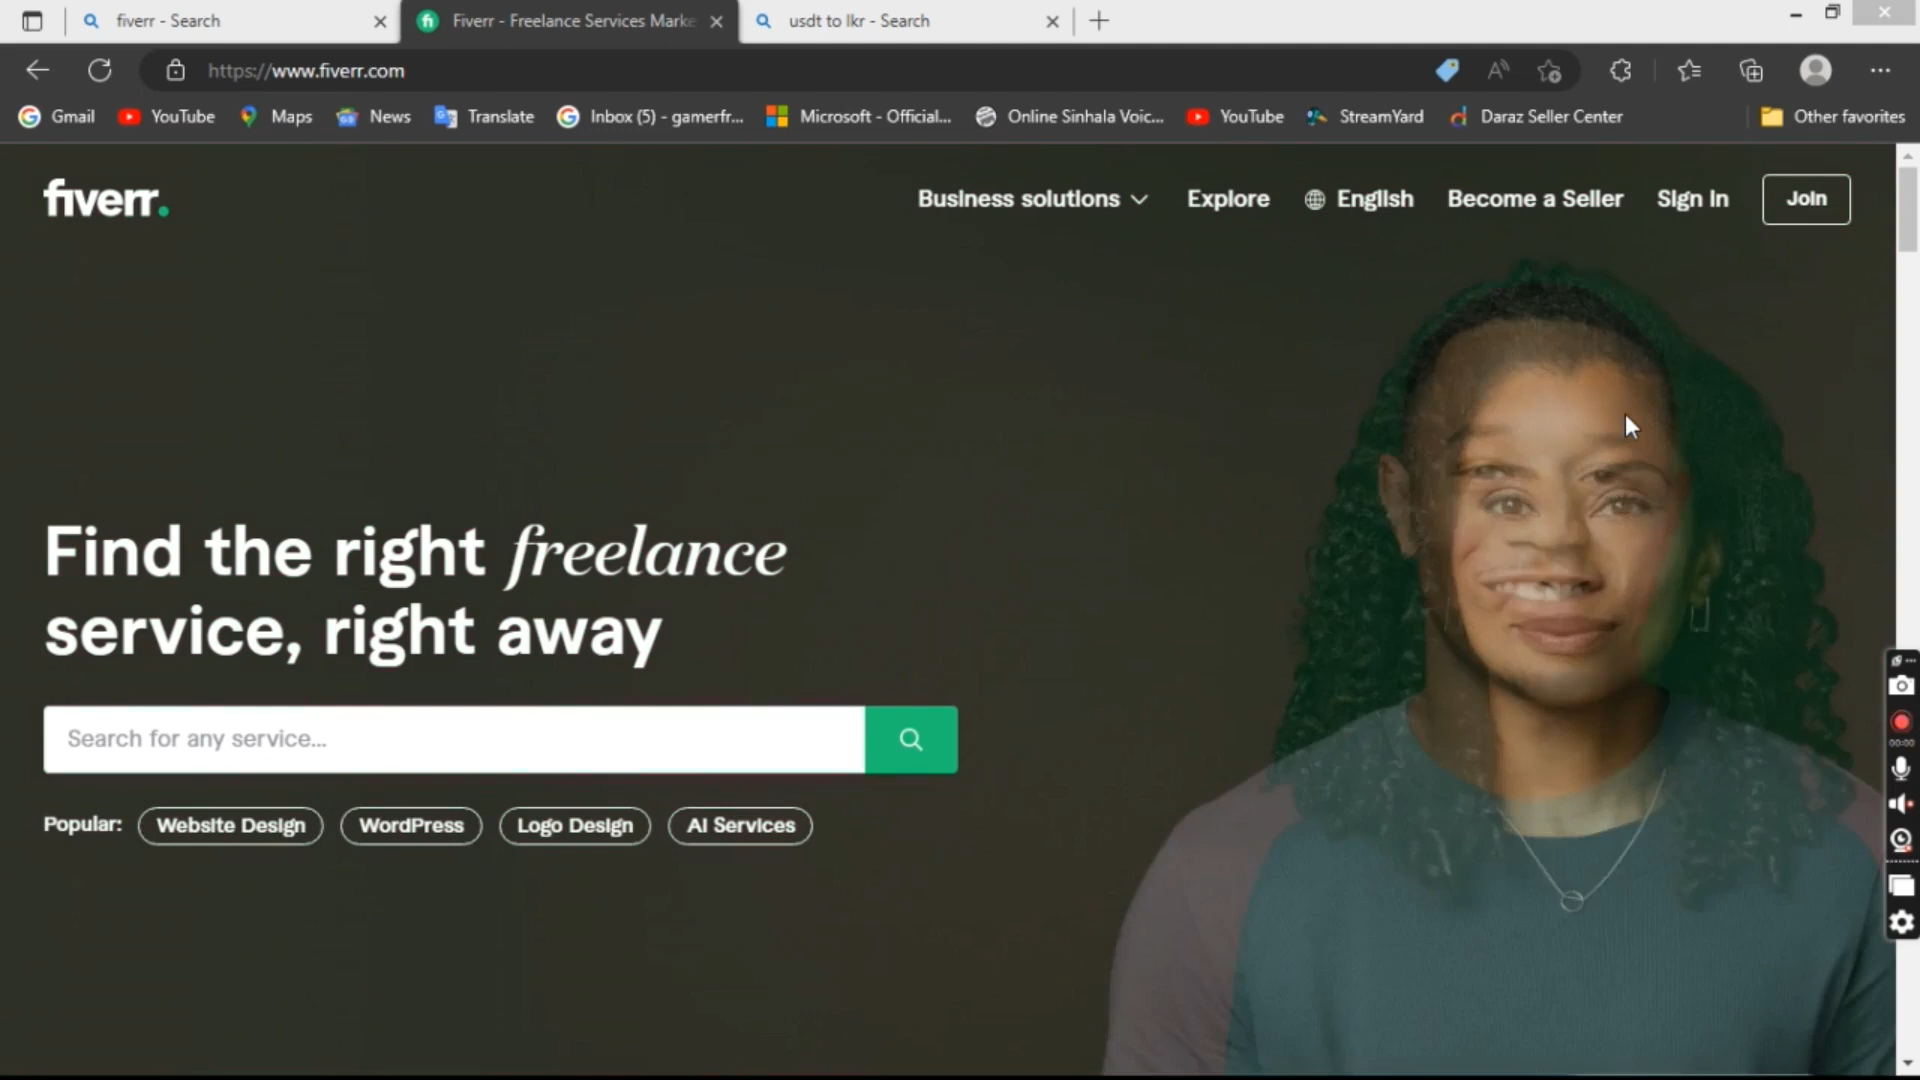 fiverr - Search
Fiverr - Freelance Services Marke
usdt to lkr - Search
https://www.fiverr.com
Gmail
YouTube
Maps
News
Translate
Inbox (5) - gamerfr...
Microsoft - Official...
Online Sinhala Voic...
YouTube
StreamYard
Daraz Seller Center
Other favorites
fiverr.
Business solutions
Explore
English
Become a Seller
Sign in
Join
Find the right freelance
service, right away
Search for any service...
Popular:
Website Design
WordPress
Logo Design
AI Services
00:00